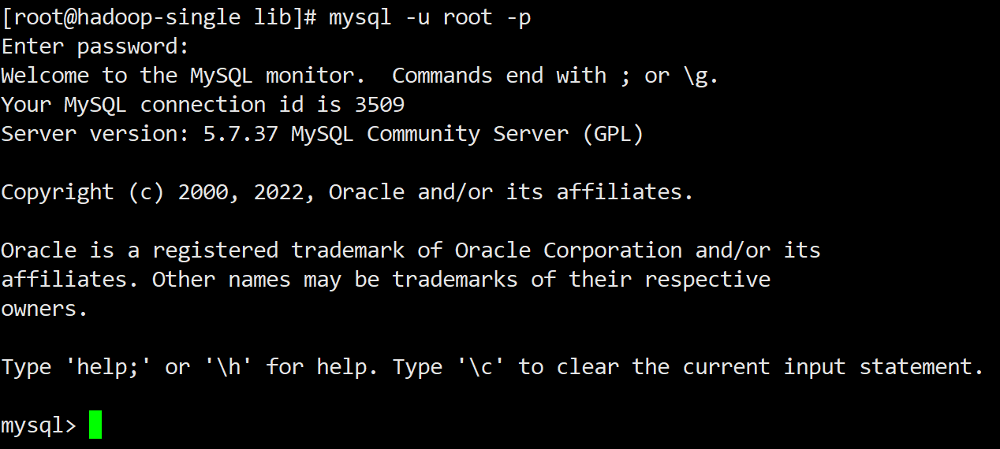 [root@hadoop-single lib]# mysql -u root -p
Enter password:
Welcome to the MySQL monitor.  Commands end with ; or \g.
Your MySQL connection id is 3509
Server version: 5.7.37 MySQL Community Server (GPL)
Copyright (c) 2000, 2022, Oracle and/or its affiliates.
Oracle is a registered trademark of Oracle Corporation and/or its
affiliates. Other names may be trademarks of their respective
owners.
Type 'help;' or '\h' for help. Type '\c' to clear the current input statement.
mysql>